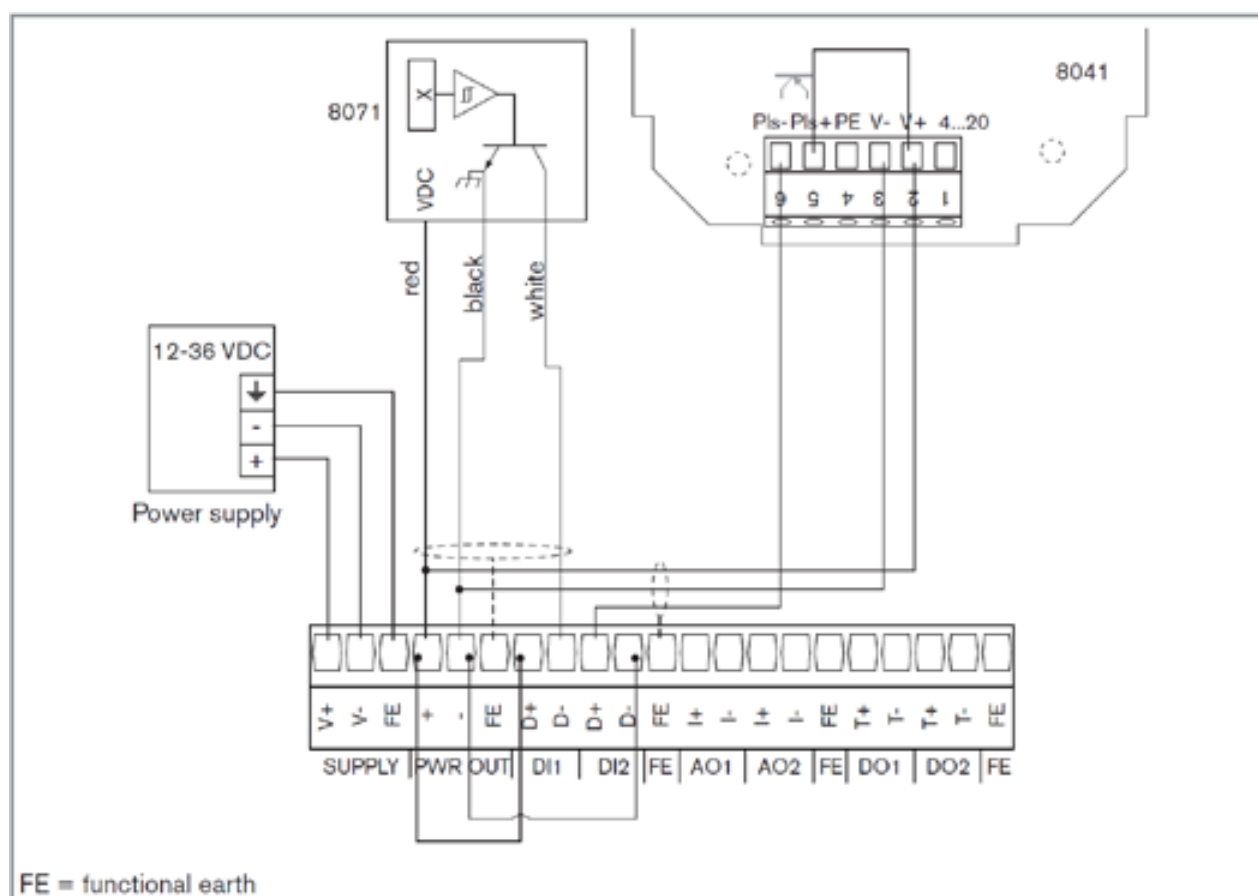 8071
X
VDC
red
black
white
8041
Pls- Pls+ PE V- V+ 4...20
6 5 4 3 2 1
12-36 VDC
-
+
Power supply
V+ V- FE + - FE D+ D- D+ D- FE I+ I- I+ I- FE T+ T- T+ T- FE
SUPPLY PWR OUT DI1 DI2 FE AO1 AO2 FE DO1 DO2 FE
FE = functional earth